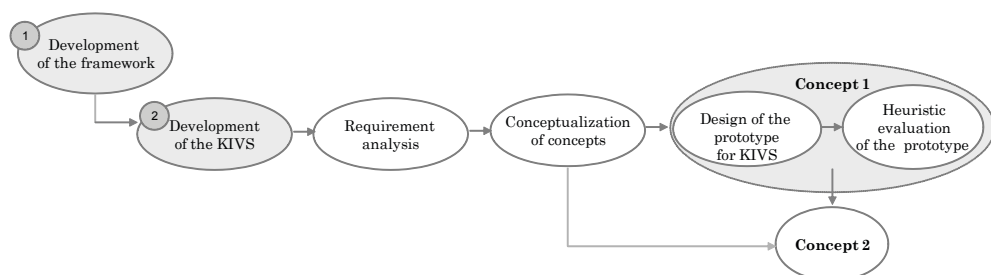 1
Development
of the framework
2
Development
of the KIVS
Requirement
analysis
Conceptualization
of concepts
Concept 1
Design of the
prototype
for KIVS
Heuristic
evaluation
of the prototype
Concept 2